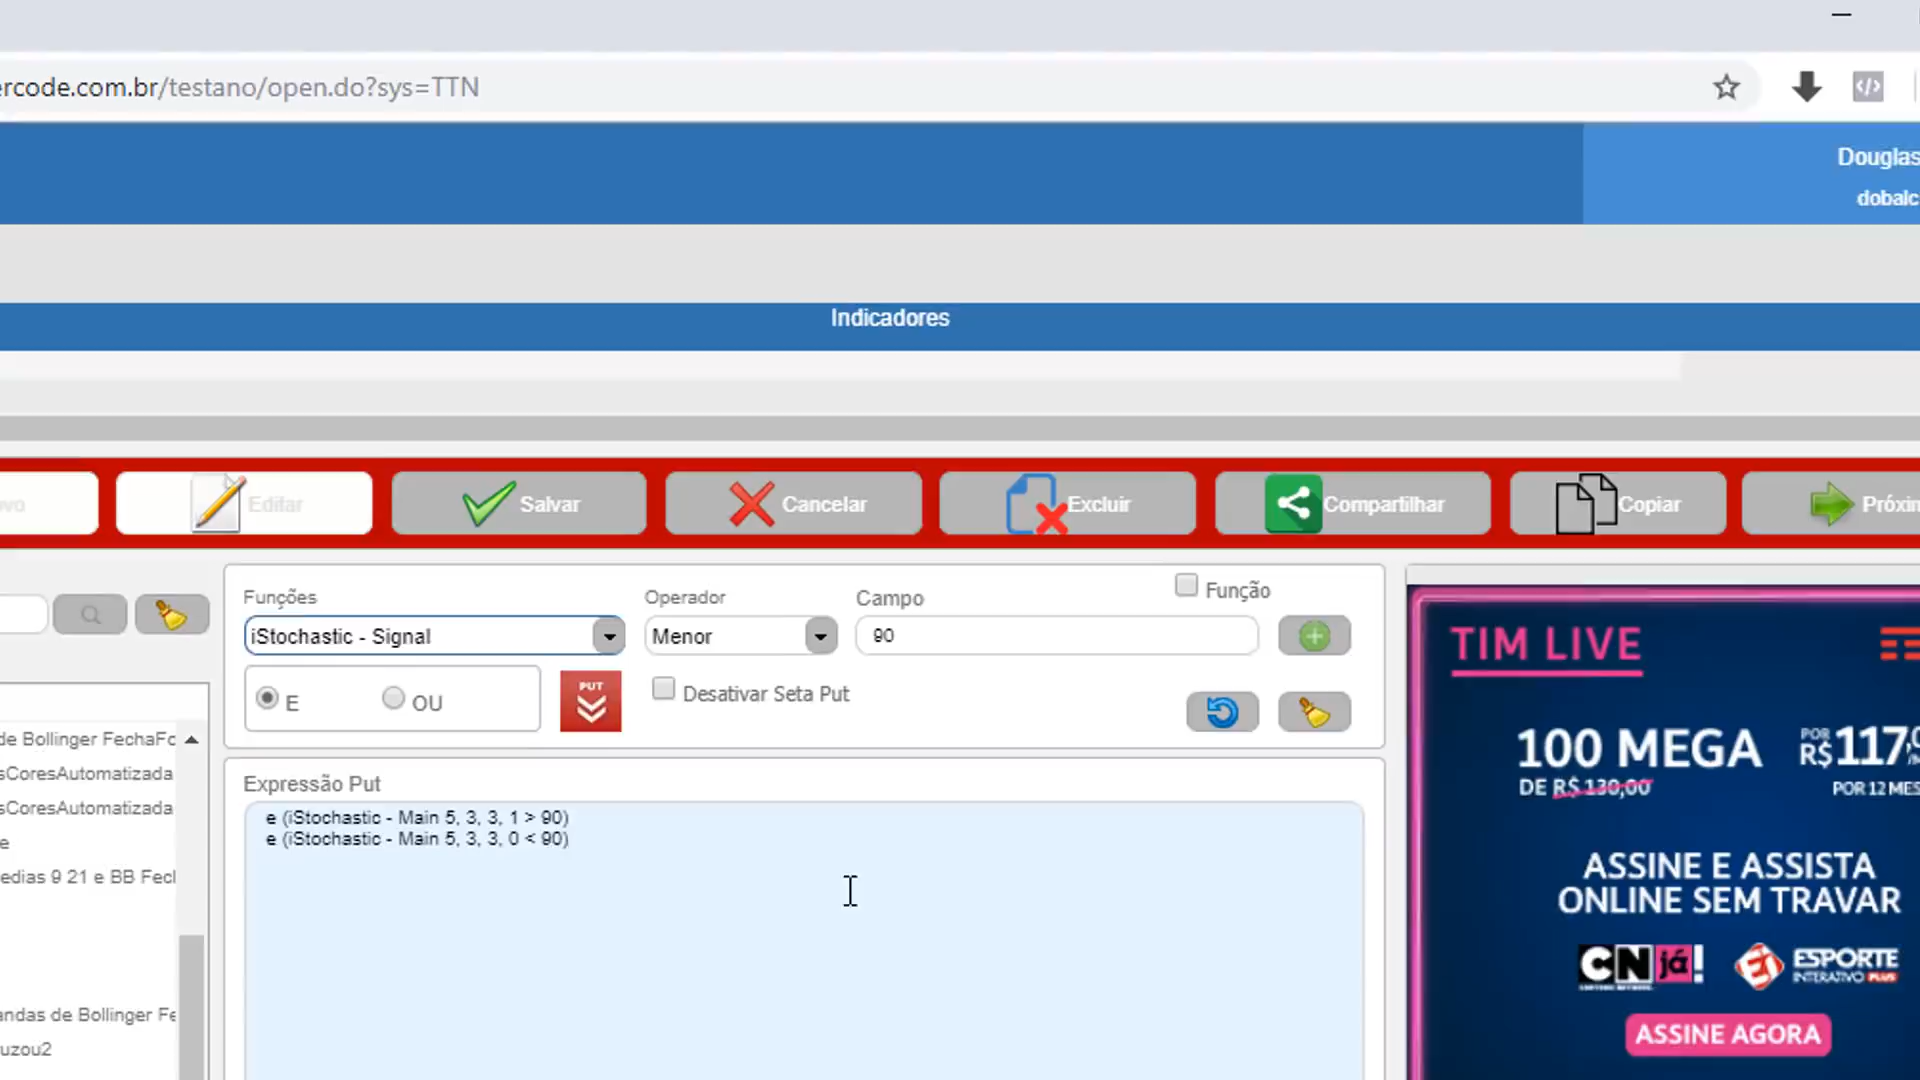 ercode.com.br/testano/open.do?sys=TTN
Douglas
dobalc
Indicadores
Editar
Salvar
Cancelar
Excluir
Compartilhar
Copiar
Próxim
Funções
Operador
Campo
Função
iStochastic - Signal
Menor
90
E
OU
PUT
Desativar Seta Put
de Bollinger FechaFo
sCoresAutomatizada
sCoresAutomatizada
e
edias 9 21 e BB Fech
andas de Bollinger Fe
uzou2
Expressão Put
e (iStochastic - Main 5, 3, 3, 1 > 90)
e (iStochastic - Main 5, 3, 3, 0 < 90)
TIM LIVE
100 MEGA
DE R$ 130,00
POR
R$ 117,
POR 12 MES
ASSINE E ASSISTA
ONLINE SEM TRAVAR
CN já!
ESPORTE
INTERATIVO PLUS
ASSINE AGORA